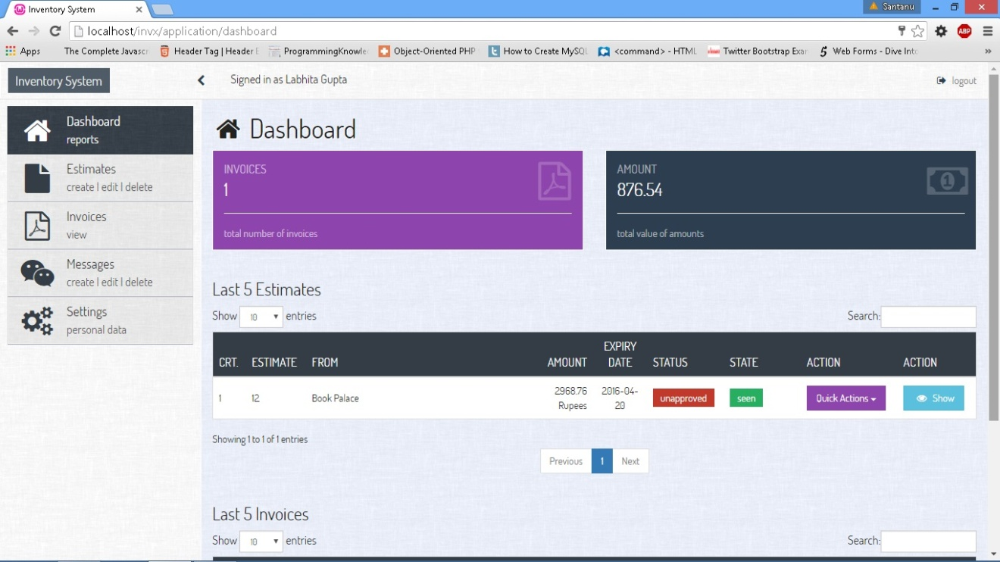 Inventory System
Santanu
localhost/invx/application/dashboard
ABP
Apps The Complete Javascr Header Tag | Header E ProgrammingKnowle Object-Oriented PHP How to Create MySQL <command> - HTML Twitter Bootstrap Exar Web Forms - Dive Into
Inventory System
Signed in as Labhita Gupta
logout
Dashboard
reports
Estimates
create | edit | delete
Invoices
view
Messages
create | edit | delete
Settings
personal data
Dashboard
INVOICES
1
total number of invoices
AMOUNT
876.54
1
total value of amounts
Last 5 Estimates
Show 10 entries
Search:
CRT. ESTIMATE FROM AMOUNT EXPIRY DATE STATUS STATE ACTION ACTION
1 12 Book Palace 2968.76 Rupees 2016-04-20 unapproved seen Quick Actions Show
Showing 1 to 1 of 1 entries
Previous 1 Next
Last 5 Invoices
Show 10 entries
Search: